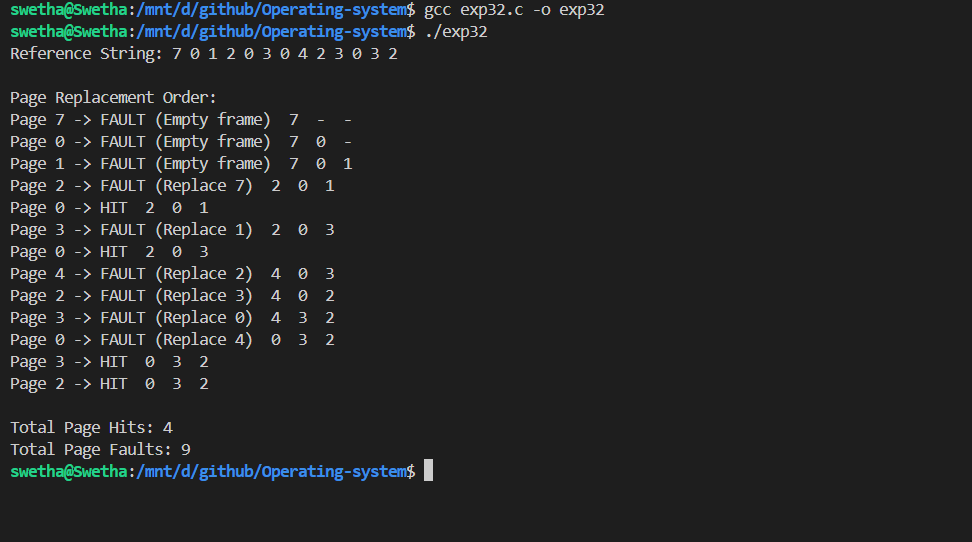 swetha@Swetha:/mnt/d/github/Operating-system$ gcc exp32.c -o exp32
swetha@Swetha:/mnt/d/github/Operating-system$ ./exp32
Reference String: 7 0 1 2 0 3 0 4 2 3 0 3 2

Page Replacement Order:
Page 7 -> FAULT (Empty frame)  7  -  -
Page 0 -> FAULT (Empty frame)  7  0  -
Page 1 -> FAULT (Empty frame)  7  0  1
Page 2 -> FAULT (Replace 7)  2  0  1
Page 0 -> HIT  2  0  1
Page 3 -> FAULT (Replace 1)  2  0  3
Page 0 -> HIT  2  0  3
Page 4 -> FAULT (Replace 2)  4  0  3
Page 2 -> FAULT (Replace 3)  4  0  2
Page 3 -> FAULT (Replace 0)  4  3  2
Page 0 -> FAULT (Replace 4)  0  3  2
Page 3 -> HIT  0  3  2
Page 2 -> HIT  0  3  2

Total Page Hits: 4
Total Page Faults: 9
swetha@Swetha:/mnt/d/github/Operating-system$